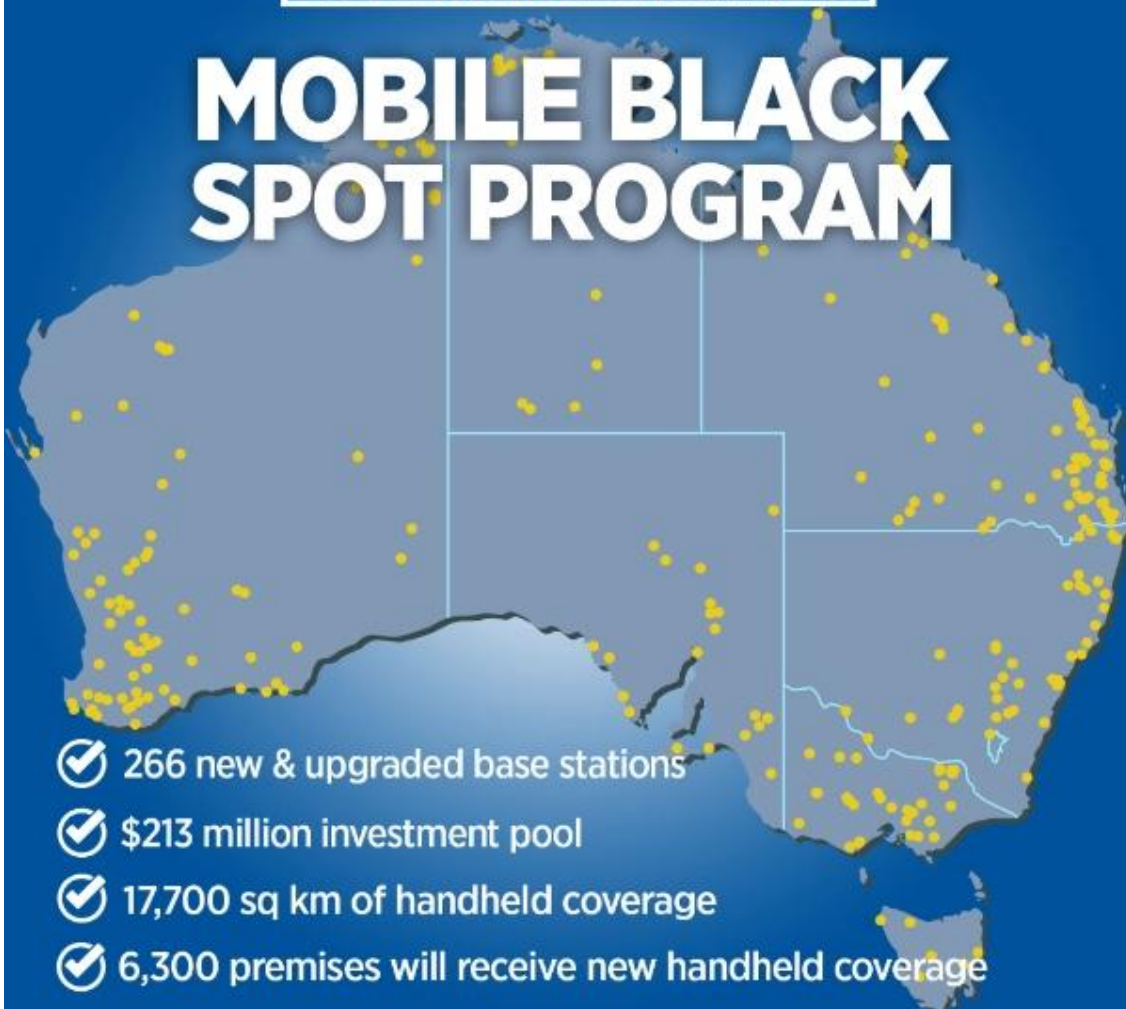 MOBILE BLACK
SPOT PROGRAM
266 new & upgraded base stations
$213 million investment pool
17,700 sq km of handheld coverage
6,300 premises will receive new handheld coverage